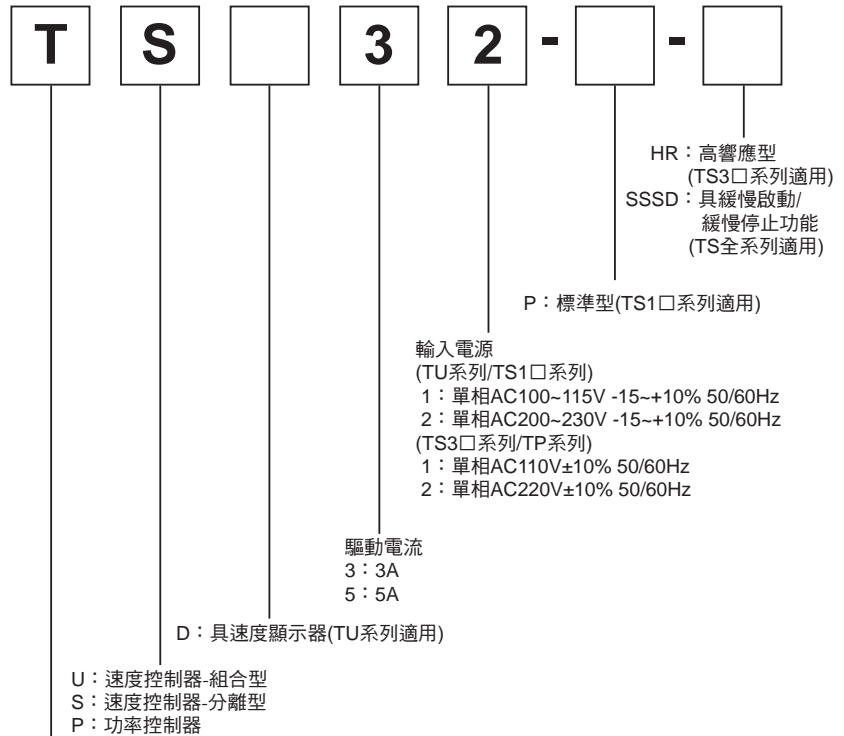 T S 3 2 - -
HR：高響應型
(TS3□系列適用)
SSSD：具緩慢啟動/
緩慢停止功能
(TS全系列適用)
P：標準型(TS1□系列適用)
輸入電源
(TU系列/TS1□系列)
1：單相AC100~115V -15~+10% 50/60Hz
2：單相AC200~230V -15~+10% 50/60Hz
(TS3□系列/TP系列)
1：單相AC110V±10% 50/60Hz
2：單相AC220V±10% 50/60Hz
驅動電流
3：3A
5：5A
D：具速度顯示器(TU系列適用)
U：速度控制器-組合型
S：速度控制器-分離型
P：功率控制器